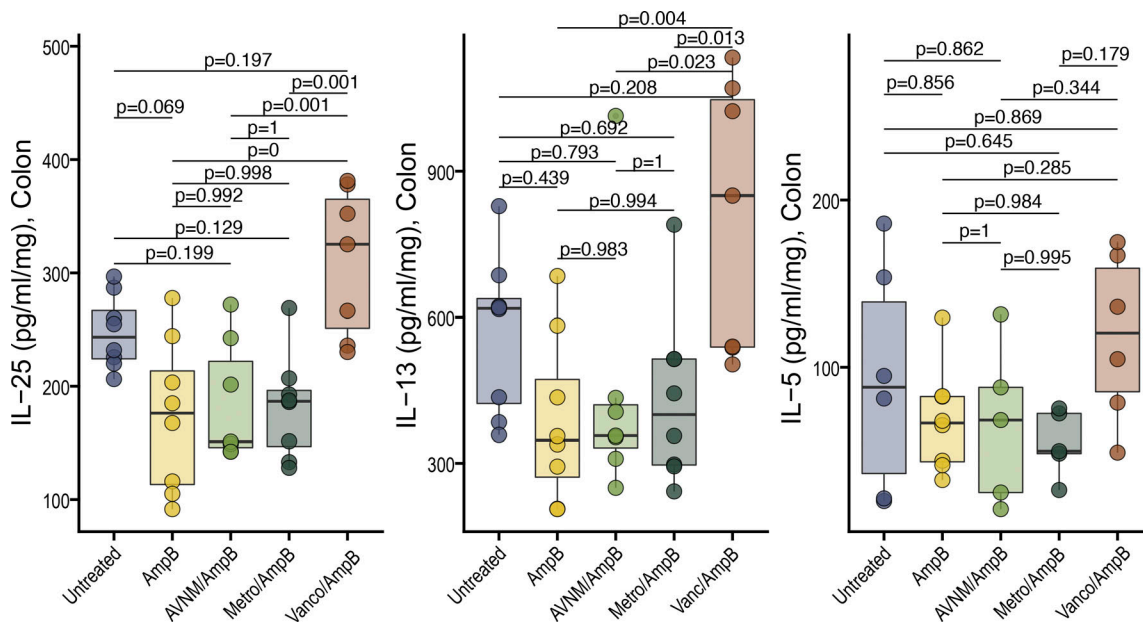 IL−25 (pg/ml/mg), Colon
500
400
300
200
100
p=0.197
p=0.001
p=0.069
p=0.001
p=1
p=0
p=0.998
p=0.992
p=0.129
p=0.199
Untreated
AmpB
AVNM/AmpB
Metro/AmpB
Vanco/AmpB
IL−13 (pg/ml/mg), Colon
900
600
300
p=0.004
p=0.013
p=0.023
p=0.208
p=0.692
p=0.793
p=1
p=0.439
p=0.994
p=0.983
Untreated
AmpB
AVNM/AmpB
Metro/AmpB
Vanc/AmpB
IL−5 (pg/ml/mg), Colon
200
100
p=0.862
p=0.179
p=0.856
p=0.344
p=0.869
p=0.645
p=0.285
p=0.984
p=1
p=0.995
Untreated
AmpB
AVNM/AmpB
Metro/AmpB
Vanco/AmpB